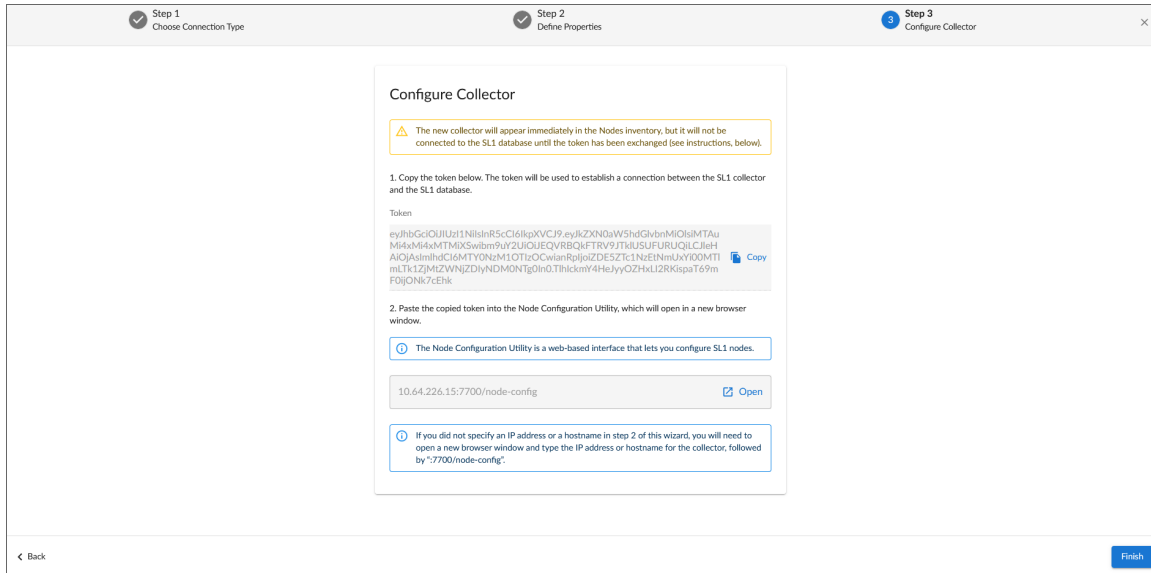 Step 1
Choose Connection Type
Step 2
Define Properties
3
Step 3
Configure Collector
Configure Collector
The new collector will appear immediately in the Nodes inventory, but it will not be
connected to the SL1 database until the token has been exchanged (see instructions, below).
1. Copy the token below. The token will be used to establish a connection between the SL1 collector
and the SL1 database.
Token
Copy
2. Paste the copied token into the Node Configuration Utility, which will open in a new browser
window.
The Node Configuration Utility is a web-based interface that lets you configure SL1 nodes.
10.64.226.15:7700/node-config
Open
If you did not specify an IP address or a hostname in step 2 of this wizard, you will need to
open a new browser window and type the IP address or hostname for the collector, followed
by ":7700/node-config".
Back
Finish